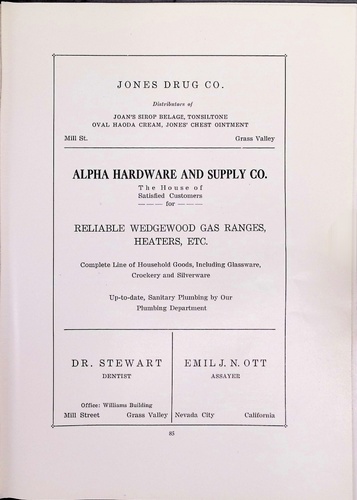 JONES DRUG CO.
Distributors of
JOAN'S SIROP BELAGE, TONSILTONE
OVAL HAODA CREAM, JONES' CHEST OINTMENT
Mill St. Grass Valley
ALPHA HARDWARE AND SUPPLY CO.
The House of
Satisfied Customers
— — — for — — —
RELIABLE WEDGEWOOD GAS RANGES,
HEATERS, ETC.
Complete Line of Household Goods, Including Glassware,
Crockery and Silverware
Up-to-date, Sanitary Plumbing by Our
Plumbing Department
DR. STEWART
DENTIST
Office: Williams Building
Mill Street Grass Valley
EMIL J. N. OTT
ASSAYER
Nevada City California
85